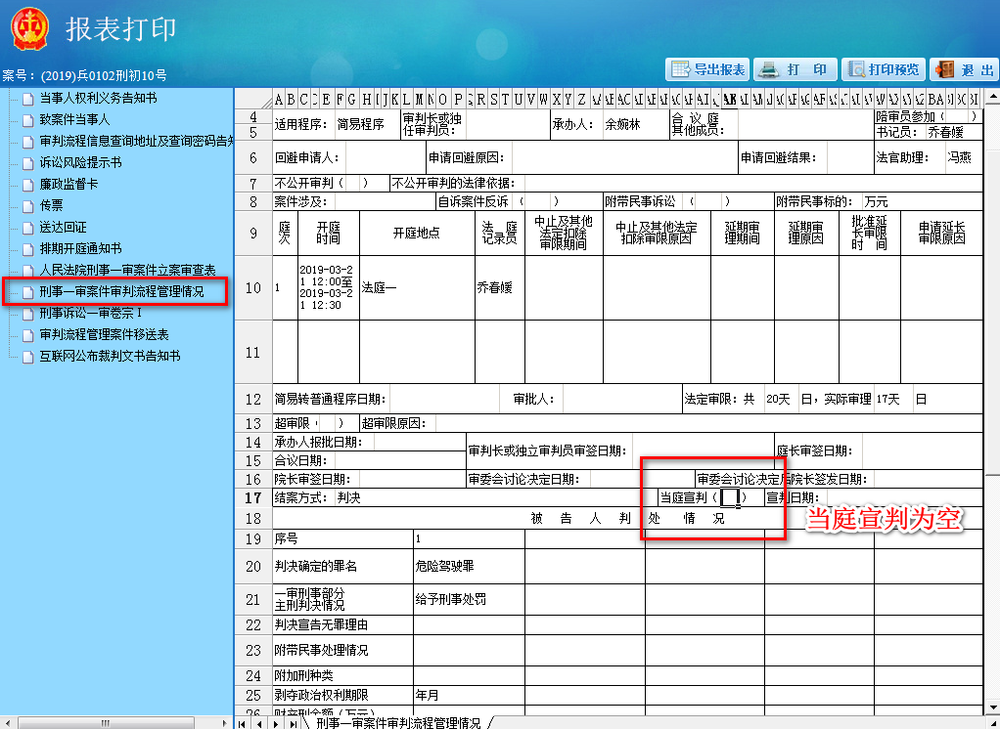 报表打印
案号：(2019)兵0102刑初10号
导出报表 打 印 打印预览 退 出
当事人权利义务告知书
致案件当事人
审判流程信息查询地址及查询密码告知
诉讼风险提示书
廉政监督卡
传票
送达回证
排期开庭通知书
人民法院刑事一审案件立案审查表
刑事一审案件审判流程管理情况
刑事诉讼一审卷宗Ⅰ
审判流程管理案件移送表
互联网公布裁判文书告知书
4
5
适用程序： 简易程序 审判长或独任审判员： 承办人： 余婉林 合 议 庭其他成员： 陪审员参加（ ）
书记员： 乔春媛
6 回避申请人： 申请回避原因： 申请回避结果： 法官助理： 冯燕
7 不公开审判（ ） 不公开审判的法律依据：
8 案件涉及： 自诉案件反诉 （ ） 附带民事诉讼 （ ） 附带民事标的： 万元
9 庭次 开庭时间 开庭地点 法 庭记录员 中止及其他法定扣除审限期间 中止及其他法定扣除审限原因 延期审理期间 延期审理原因 批准延长审限时 间 申请延长审限原因
10 1 2019-03-21 12:00至2019-03-21 12:30 法庭一 乔春媛
11
12 简易转普通程序日期： 审批人： 法定审限：共 20天 日，实际审理 17天 日
13 超审限 （ ） 超审限原因：
14 承办人报批日期： 审判长或独立审判员审签日期： 庭长审签日期：
15 合议日期：
16 院长审签日期： 审委会讨论决定日期： 审委会讨论决定后院长签发日期：
17 结案方式： 判决 当庭宣判（ ） 宣判日期：
18 被 告 人 判 处 情 况
当庭宣判为空
19 序号 1
20 判决确定的罪名 危险驾驶罪
21 一审刑事部分主刑判决情况 给予刑事处罚
22 判决宣告无罪理由
23 附带民事处理情况
24 附加刑种类
25 剥夺政治权利期限 年月
26 财产刑金额（万元）
刑事一审案件审判流程管理情况